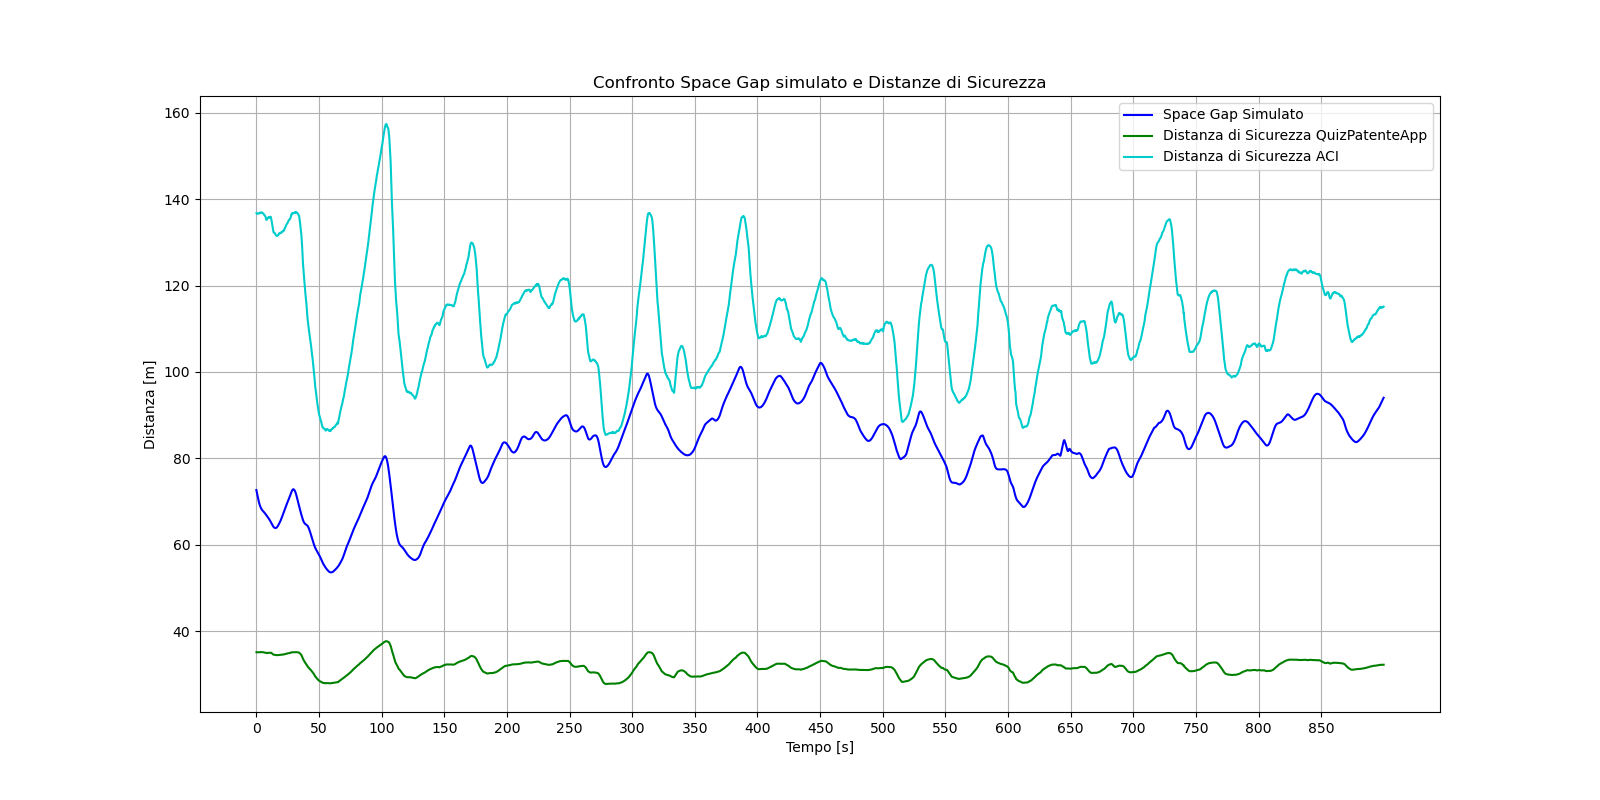 Confronto Space Gap simulato e Distanze di Sicurezza
Space Gap Simulato
Distanza di Sicurezza QuizPatenteApp
Distanza di Sicurezza ACI
Distanza [m]
160
140
120
100
80
60
40
0 50 100 150 200 250 300 350 400 450 500 550 600 650 700 750 800 850
Tempo [s]